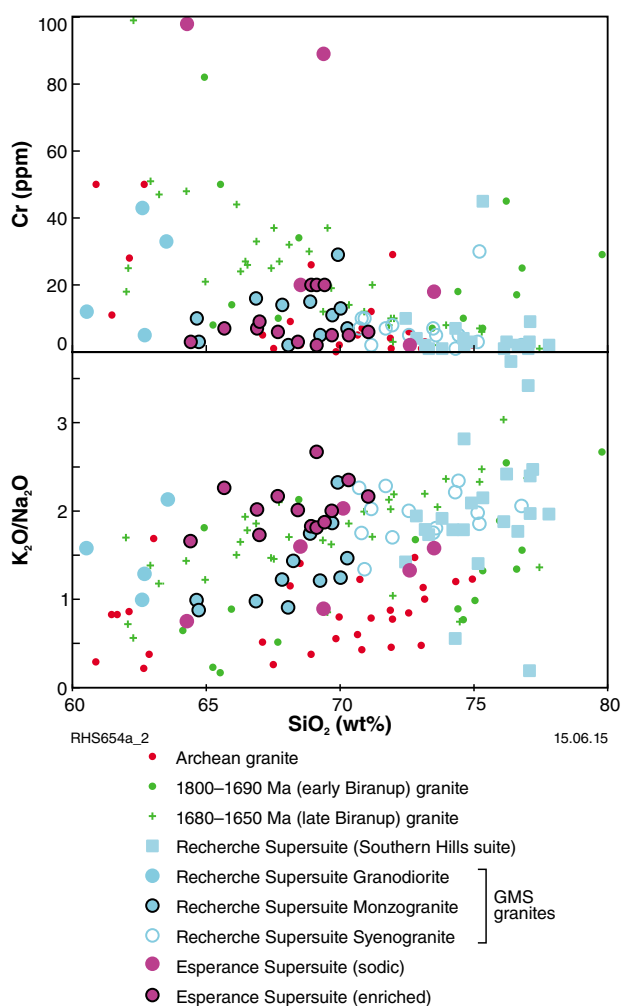 100
80
60
40
20
0
Cr (ppm)
3
2
1
0
K₂O/Na₂O
60 65 70 75 80
SiO₂ (wt%)
RHS654a_2 15.06.15
Archean granite
1800–1690 Ma (early Biranup) granite
1680–1650 Ma (late Biranup) granite
Recherche Supersuite (Southern Hills suite)
Recherche Supersuite Granodiorite
Recherche Supersuite Monzogranite
Recherche Supersuite Syenogranite
GMS
granites
Esperance Supersuite (sodic)
Esperance Supersuite (enriched)